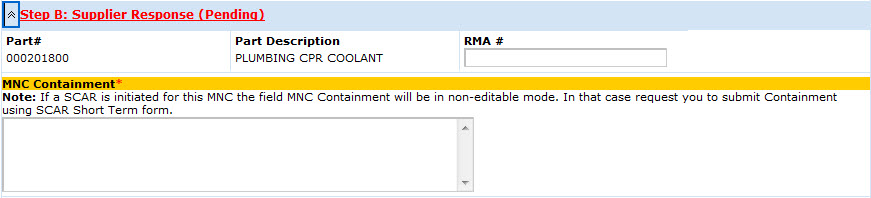 Step B: Supplier Response (Pending)
Part# Part Description RMA #
000201800 PLUMBING CPR COOLANT
MNC Containment*
Note: If a SCAR is initiated for this MNC the field MNC Containment will be in non-editable mode. In that case request you to submit Containment
using SCAR Short Term form.